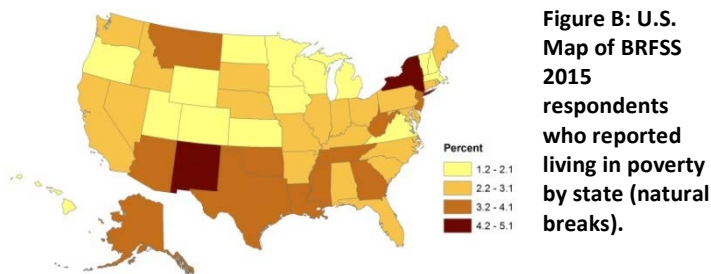 Figure B: U.S.
Map of BRFSS
2015
respondents
who reported
living in poverty
by state (natural
breaks).
Percent
1.2 - 2.1
2.2 - 3.1
3.2 - 4.1
4.2 - 5.1